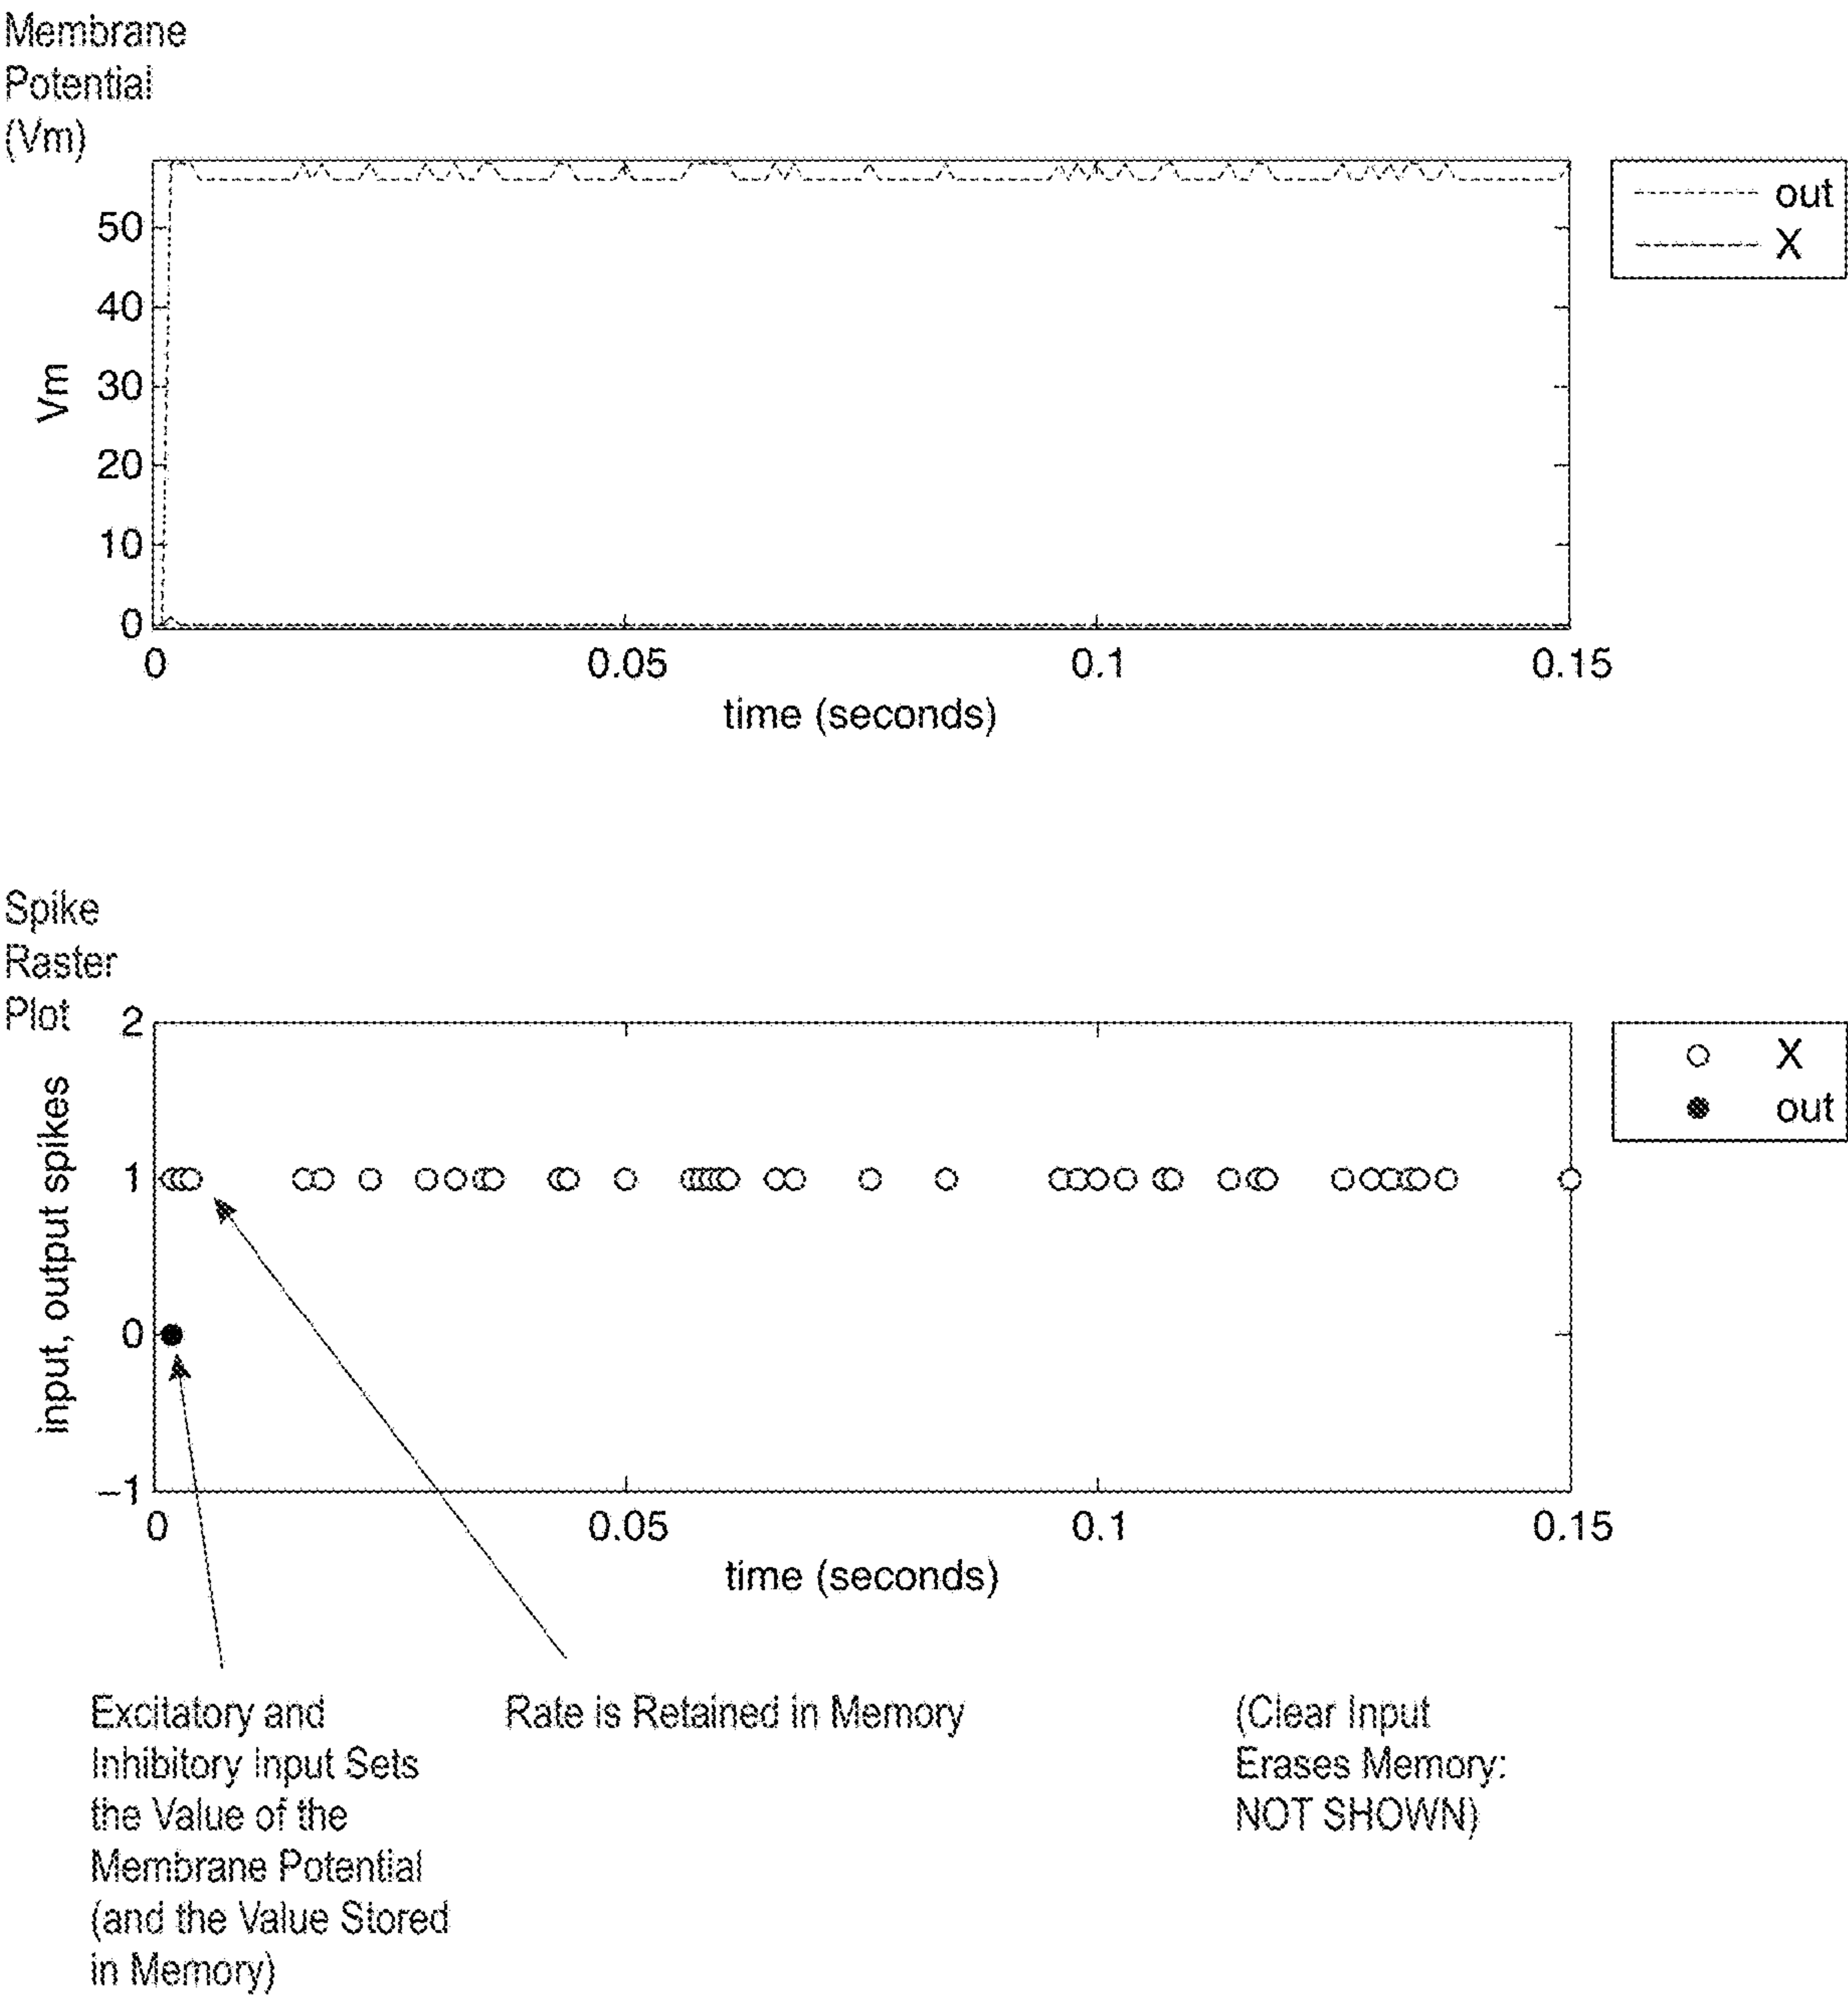 Membrane
Potential
(Vm)
out
X
50
40
30
20
10
0
Vm
0 0.05 0.1 0.15
time (seconds)
Spike
Raster
Plot
X
out
2
1
0
−1
input, output spikes
0 0.05 0.1 0.15
time (seconds)
Excitatory and
Inhibitory Input Sets
the Value of the
Membrane Potential
(and the Value Stored
in Memory)
Rate is Retained in Memory
(Clear Input
Erases Memory:
NOT SHOWN)